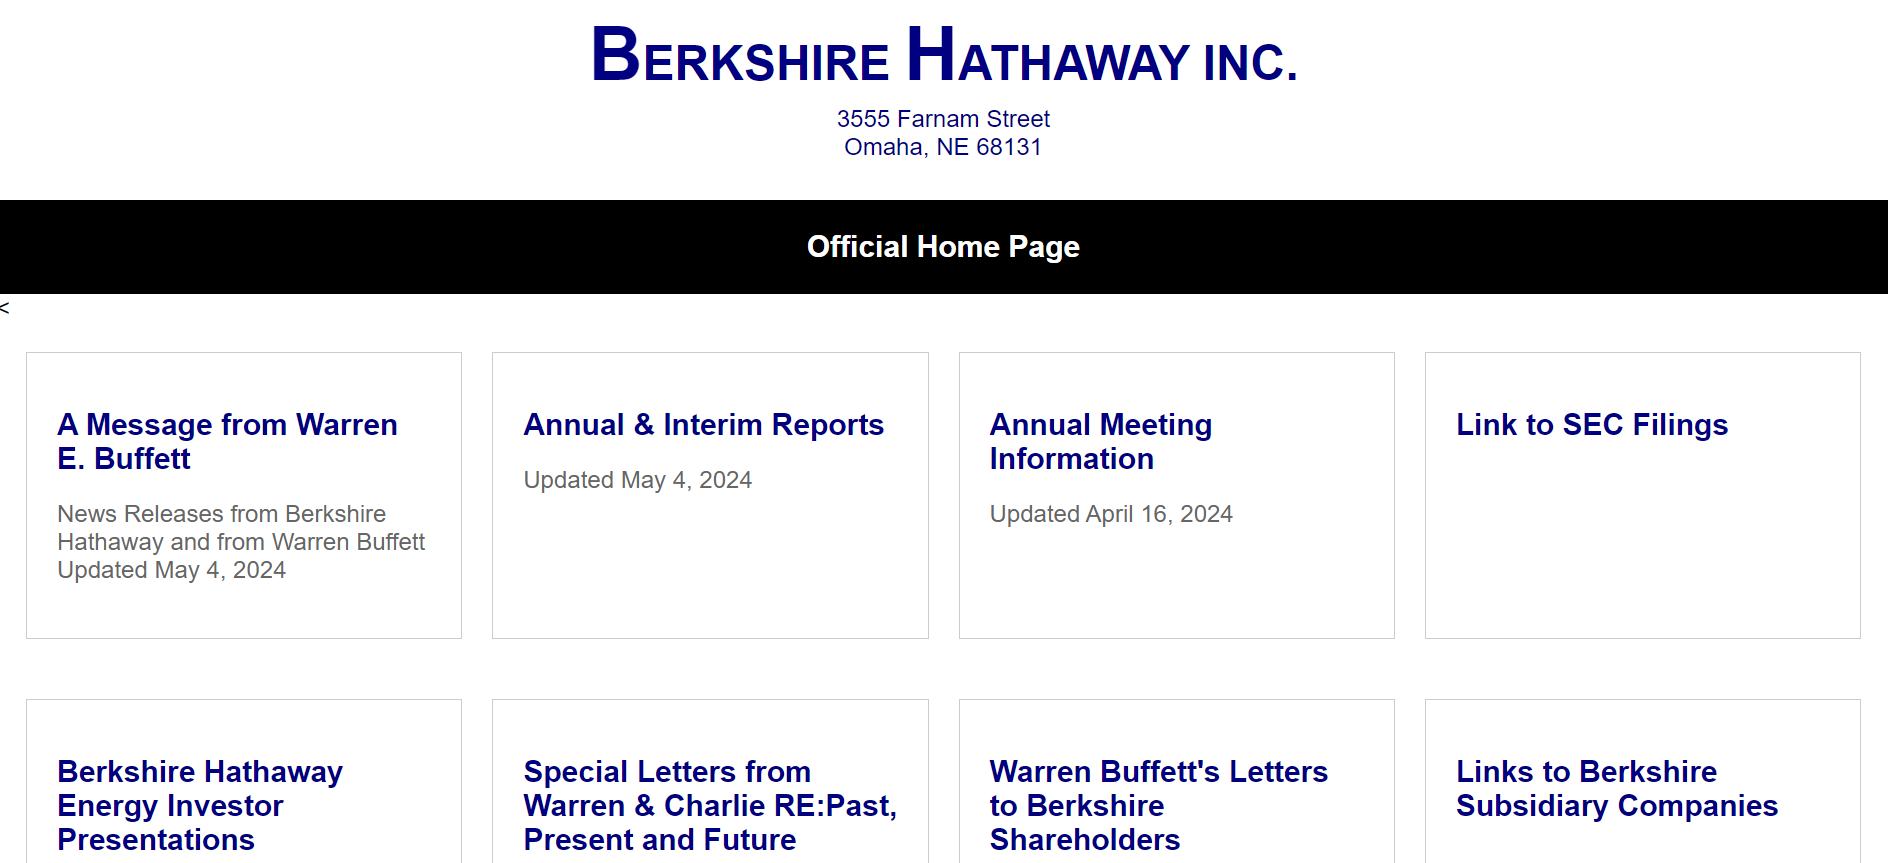 BERKSHIRE HATHAWAY INC.
3555 Farnam Street
Omaha, NE 68131
Official Home Page
<
A Message from Warren
E. Buffett
News Releases from Berkshire
Hathaway and from Warren Buffett
Updated May 4, 2024
Annual & Interim Reports
Updated May 4, 2024
Annual Meeting
Information
Updated April 16, 2024
Link to SEC Filings
Berkshire Hathaway
Energy Investor
Presentations
Special Letters from
Warren & Charlie RE:Past,
Present and Future
Warren Buffett's Letters
to Berkshire
Shareholders
Links to Berkshire
Subsidiary Companies